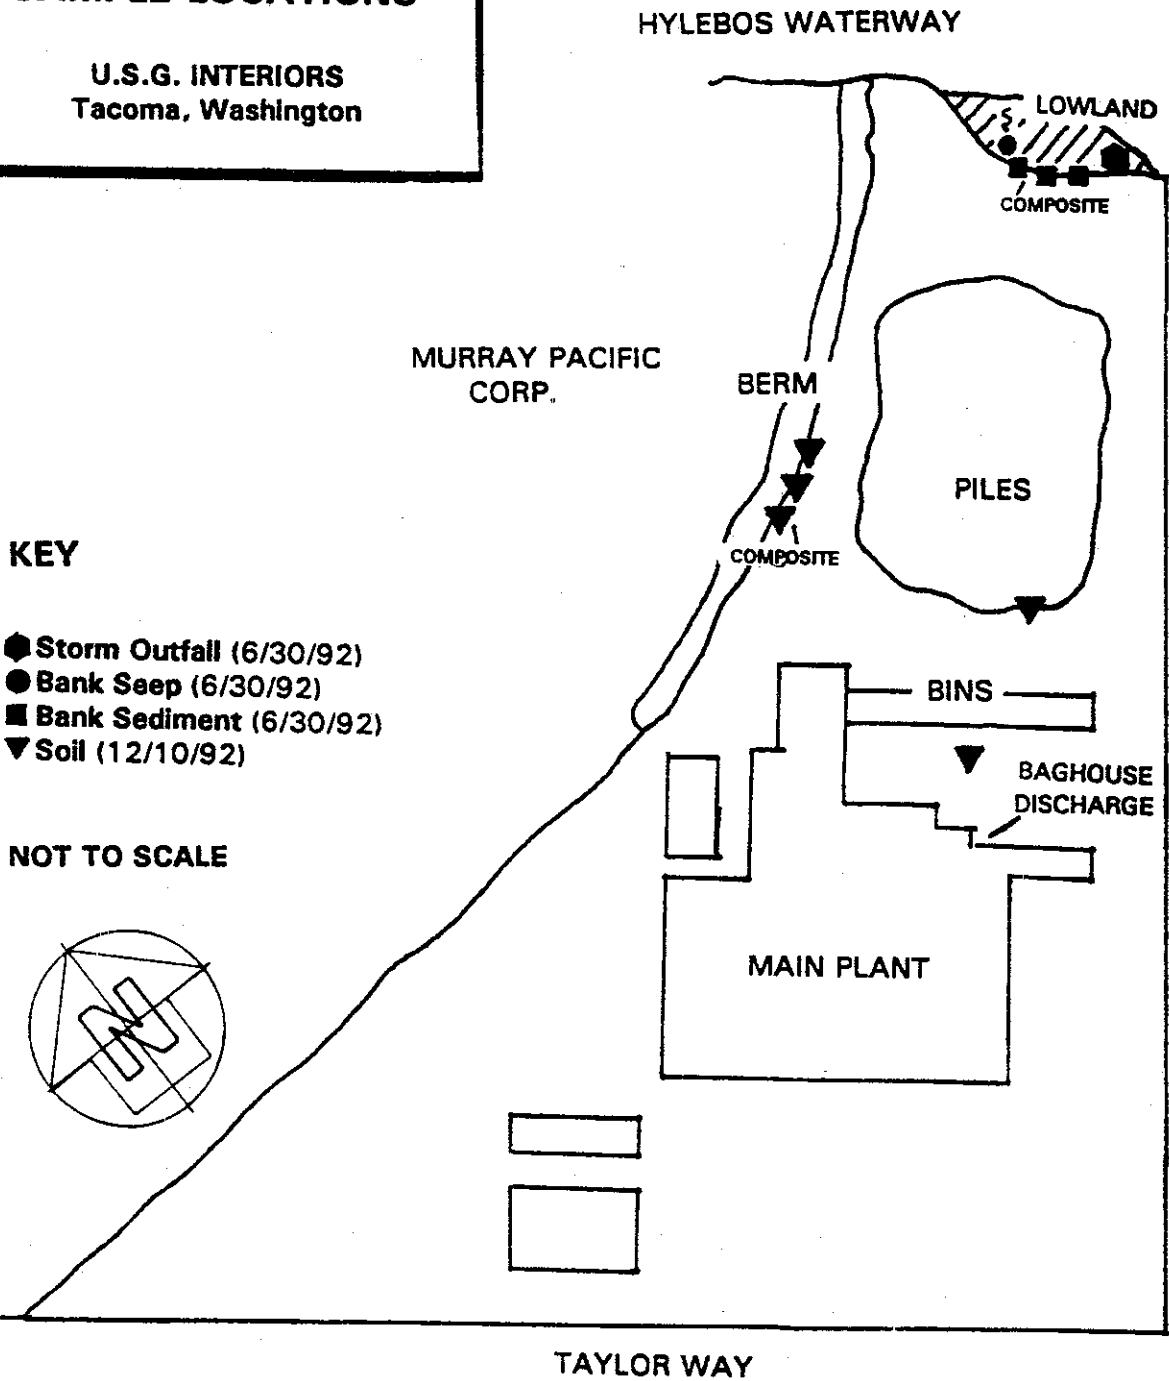 LOCATIONS
U.S.G. INTERIORS
Tacoma, Washington
HYLEBOS WATERWAY
LOWLAND
COMPOSITE
MURRAY PACIFIC
CORP.
BERM
PILES
COMPOSITE
KEY
Storm Outfall (6/30/92)
Bank Seep (6/30/92)
Bank Sediment (6/30/92)
Soil (12/10/92)
BINS
BAGHOUSE
DISCHARGE
NOT TO SCALE
N
MAIN PLANT
TAYLOR WAY